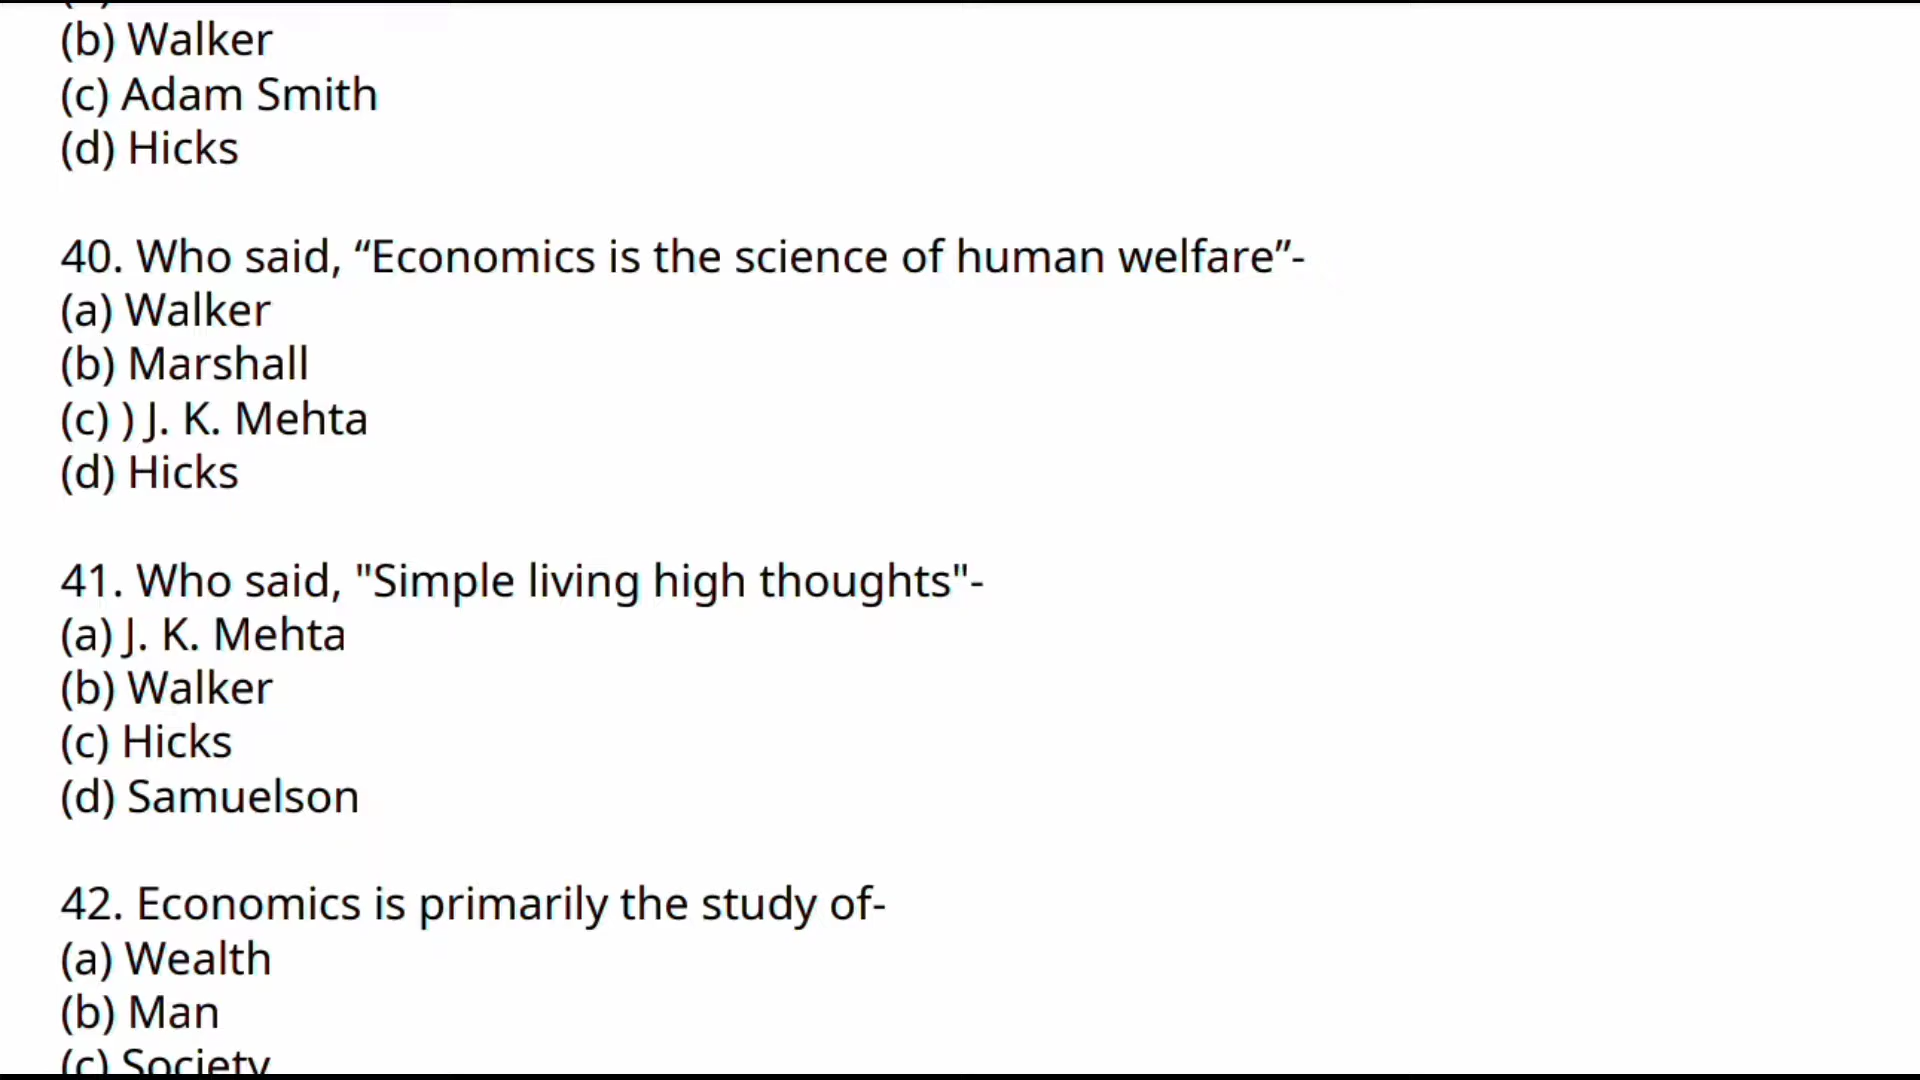 (b) Walker
(c) Adam Smith
(d) Hicks
40. Who said, “Economics is the science of human welfare”-
(a) Walker
(b) Marshall
(c) ) J. K. Mehta
(d) Hicks
41. Who said, "Simple living high thoughts"-
(a) J. K. Mehta
(b) Walker
(c) Hicks
(d) Samuelson
42. Economics is primarily the study of-
(a) Wealth
(b) Man
(c) Society